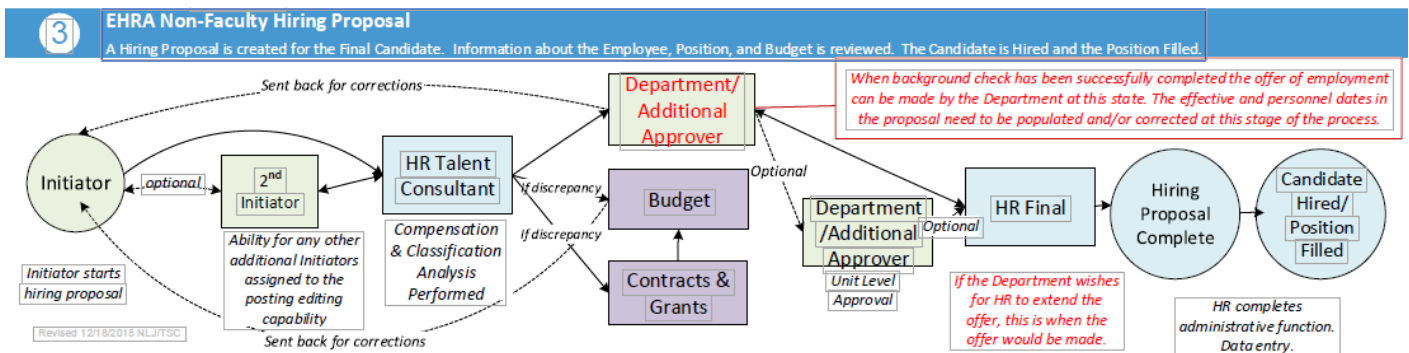 3
EHRA Non-Faculty Hiring Proposal
A Hiring Proposal is created for the Final Candidate.  Information about the Employee, Position, and Budget is reviewed.  The Candidate is Hired and the Position Filled.
Sent back for corrections
Initiator
optional
2nd
Initiator
Ability for any other
additional Initiators
assigned to the
posting editing
capability
Initiator starts
hiring proposal
Revised 12/18/2018 NLJ/TSC
Sent back for corrections
HR Talent
Consultant
Compensation
& Classification
Analysis
Performed
If discrepancy
If discrepancy
Department/
Additional
Approver
Budget
Contracts &
Grants
When background check has been successfully completed the offer of employment
can be made by the Department at this state. The effective and personnel dates in
the proposal need to be populated and/or corrected at this stage of the process.
Optional
Department
/Additional
Approver
Unit Level
Approval
Optional
HR Final
If the Department wishes
for HR to extend the
offer, this is when the
offer would be made.
Hiring
Proposal
Complete
Candidate
Hired/
Position
Filled
HR completes
administrative function.
Data entry.